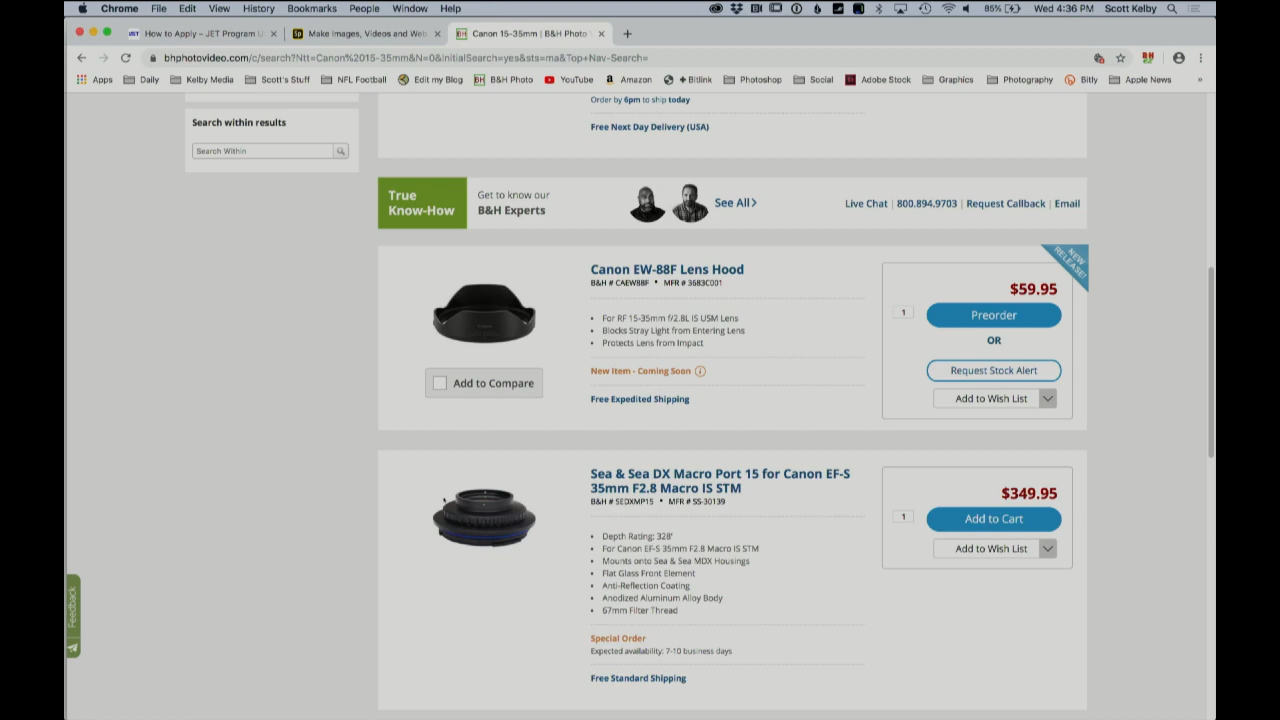 Chrome File Edit View History Bookmarks People Window Help 85% Wed 4:36 PM Scott Kelby
How to Apply – JET Program U Make Images, Videos and Web Canon 15-35mm | B&H Photo
bhphotovideo.com/c/search?Ntt=Canon%2015-35mm&N=0&InitialSearch=yes&sts=ma&Top+Nav-Search=
Apps Daily Kelby Media Scott's Stuff NFL Football Edit my Blog B&H Photo YouTube Amazon + Bitlink Photoshop Social Adobe Stock Graphics Photography Bitly Apple News »
Order by 6pm to ship today
Free Next Day Delivery (USA)
Search within results
Search Within
True
Know-How
Get to know our
B&H Experts
See All
Live Chat | 800.894.9703 | Request Callback | Email
NEW
RELEASE!
Canon EW-88F Lens Hood
B&H # CAEW88F • MFR # 3683C001
• For RF 15-35mm f/2.8L IS USM Lens
• Blocks Stray Light from Entering Lens
• Protects Lens from Impact
New Item - Coming Soon
Free Expedited Shipping
Add to Compare
$59.95
1
Preorder
OR
Request Stock Alert
Add to Wish List
Sea & Sea DX Macro Port 15 for Canon EF-S
35mm F2.8 Macro IS STM
B&H # SEDXMP15 • MFR # SS-30139
• Depth Rating: 328'
• For Canon EF-S 35mm F2.8 Macro IS STM
• Mounts onto Sea & Sea MDX Housings
• Flat Glass Front Element
• Anti-Reflection Coating
• Anodized Aluminum Alloy Body
• 67mm Filter Thread
Special Order
Expected availability: 7-10 business days
Free Standard Shipping
$349.95
1
Add to Cart
Add to Wish List
Feedback